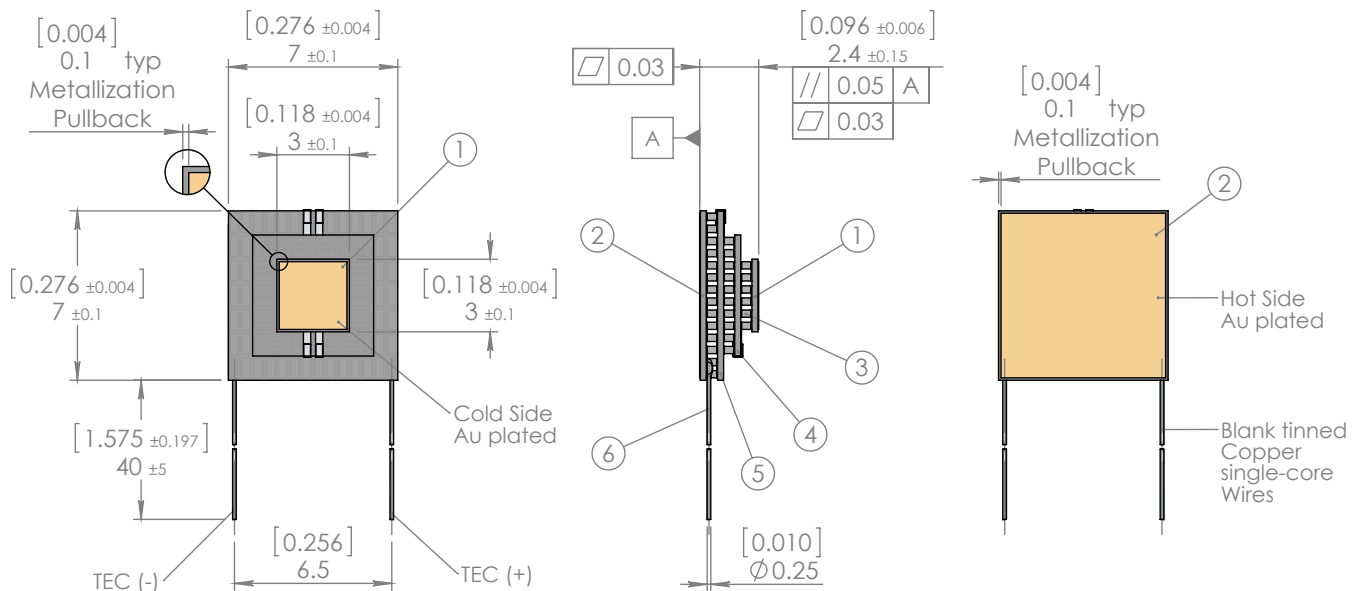 [0.004]
0.1 typ
Metallization
Pullback
[0.276 ±0.004]
7 ±0.1
[0.118 ±0.004]
3 ±0.1
1
[0.276 ±0.004]
7 ±0.1
[0.118 ±0.004]
3 ±0.1
Cold Side
Au plated
[1.575 ±0.197]
40 ±5
[0.256]
6.5
TEC (-)
TEC (+)
⏥ 0.03
[0.096 ±0.006]
2.4 ±0.15
// 0.05 A
⏥ 0.03
A
2
1
3
4
5
6
[0.010]
∅0.25
[0.004]
0.1 typ
Metallization
Pullback
2
Hot Side
Au plated
Blank tinned
Copper
single-core
Wires